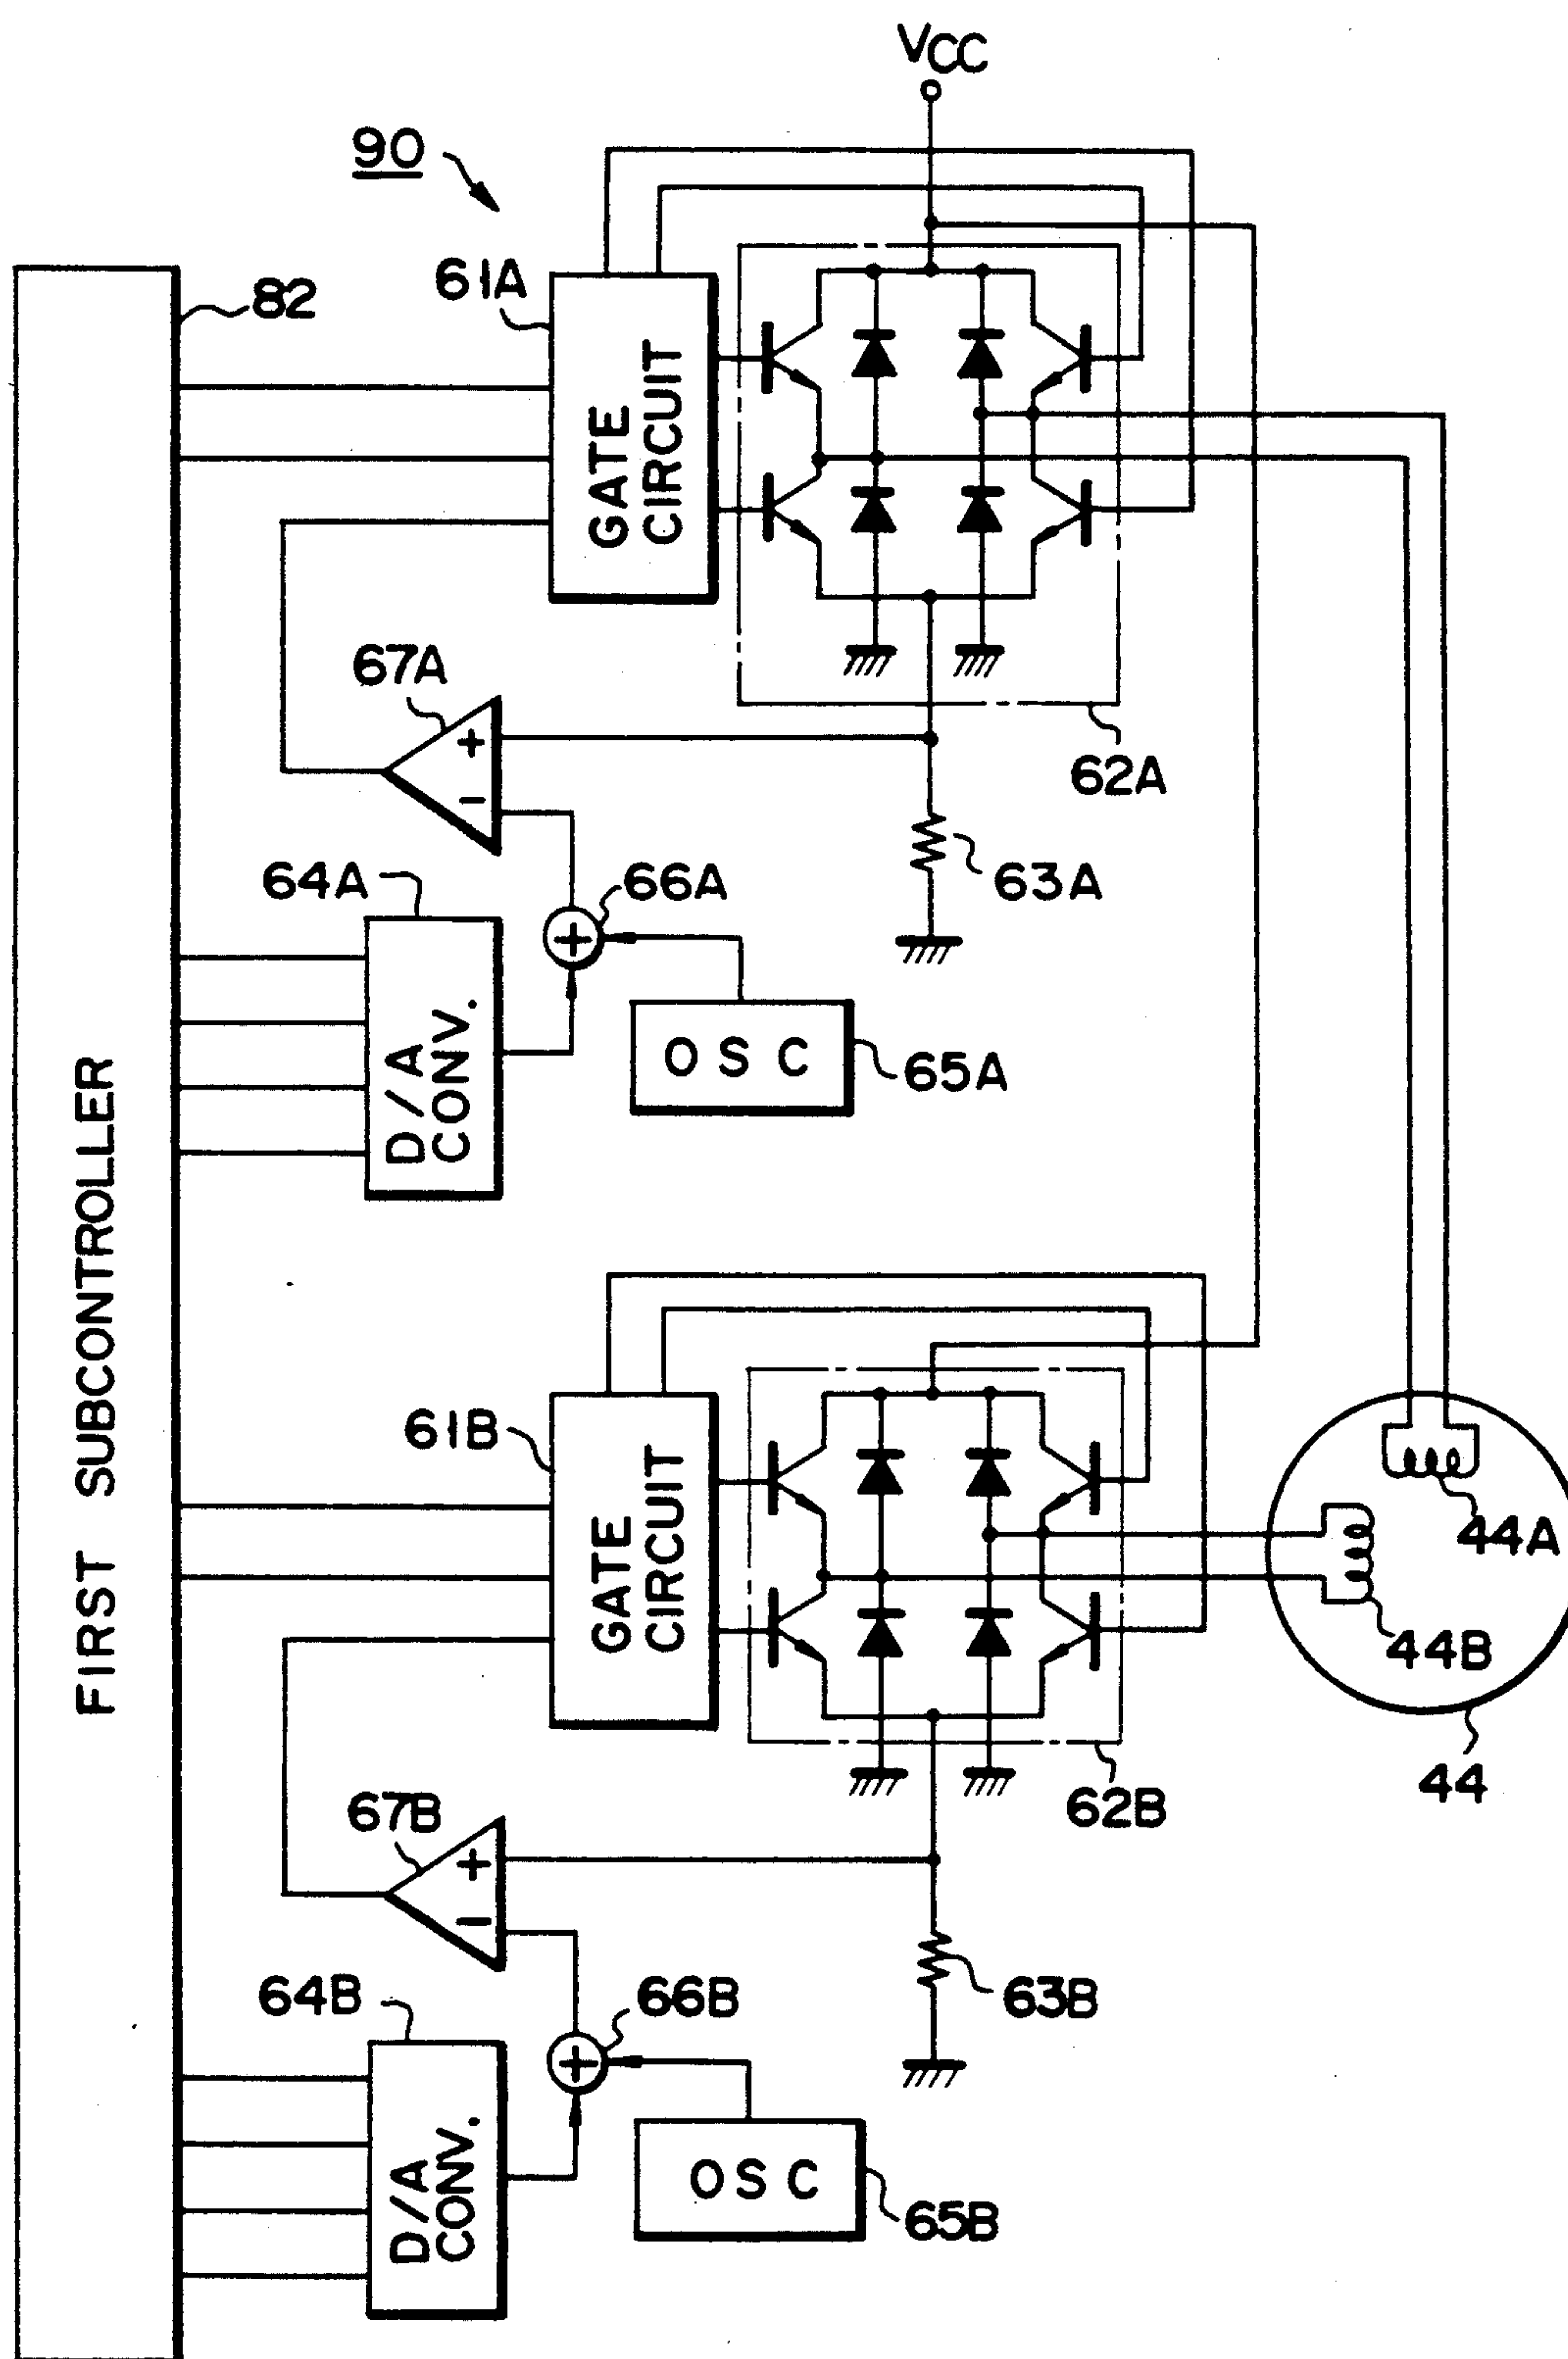 VCC
90
82
61A
GATE
CIRCUIT
67A
+
-
62A
64A
66A
+
63A
D/A
CONV.
OSC
65A
FIRST SUBCONTROLLER
61B
GATE
CIRCUIT
44A
44B
44
62B
67B
+
-
64B
66B
+
63B
D/A
CONV.
OSC
65B